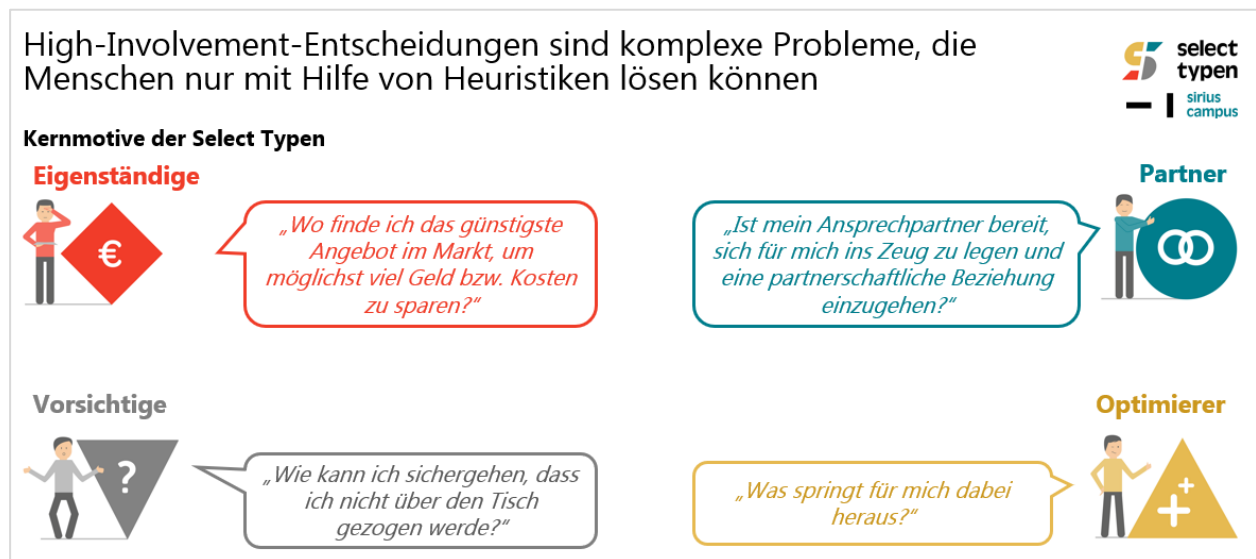 High-Involvement-Entscheidungen sind komplexe Probleme, die
Menschen nur mit Hilfe von Heuristiken lösen können
select
typen
sirius
campus
Kernmotive der Select Typen
Eigenständige
€
„Wo finde ich das günstigste
Angebot im Markt, um
möglichst viel Geld bzw. Kosten
zu sparen?“
Partner
„Ist mein Ansprechpartner bereit,
sich für mich ins Zeug zu legen und
eine partnerschaftliche Beziehung
einzugehen?“
Vorsichtige
?
„Wie kann ich sichergehen, dass
ich nicht über den Tisch
gezogen werde?“
Optimierer
„Was springt für mich dabei
heraus?“
++